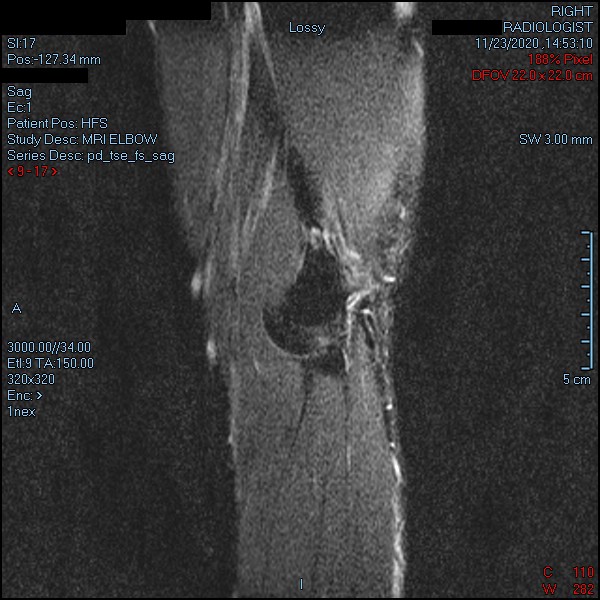 RIGHT
Lossy
RADIOLOGIST
SI:17
11/23/2020 ,14:53:10
Pos:-127.34 mm
188% Pixel
DFOV 22.0 x 22.0 cm
Sag
Ec:1
Patient Pos: HFS
Study Desc: MRI ELBOW
SW 3.00 mm
Series Desc: pd_tse_fs_sag
< 9 - 17 >
A
3000.00//34.00
Etl:9 TA:150.00
320x320
5 cm
Enc: >
1nex
C 110
I
W 282